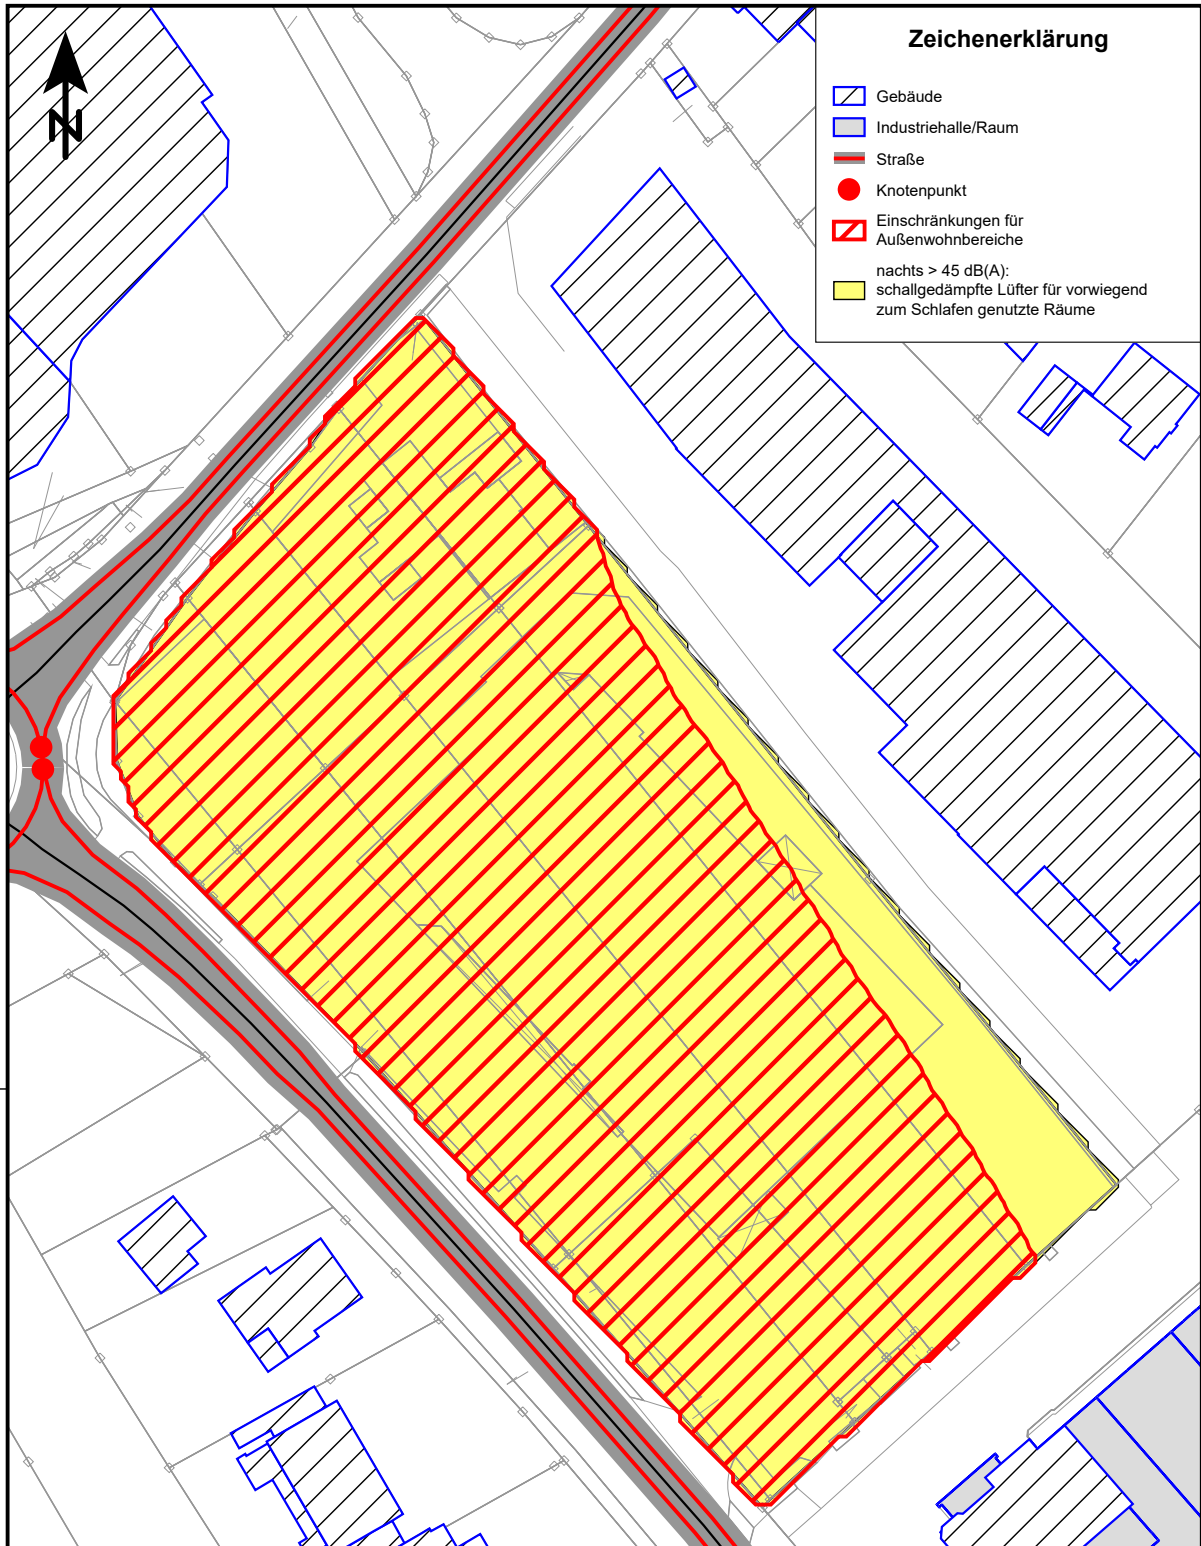 N
Zeichenerklärung
Gebäude
Industriehalle/Raum
Straße
Knotenpunkt
Einschränkungen für
Außenwohnbereiche
nachts > 45 dB(A):
schallgedämpfte Lüfter für vorwiegend
zum Schlafen genutzte Räume